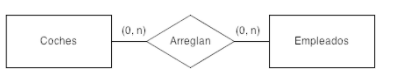 (0, n)
(0, n)
Coches
Arreglan
Empleados